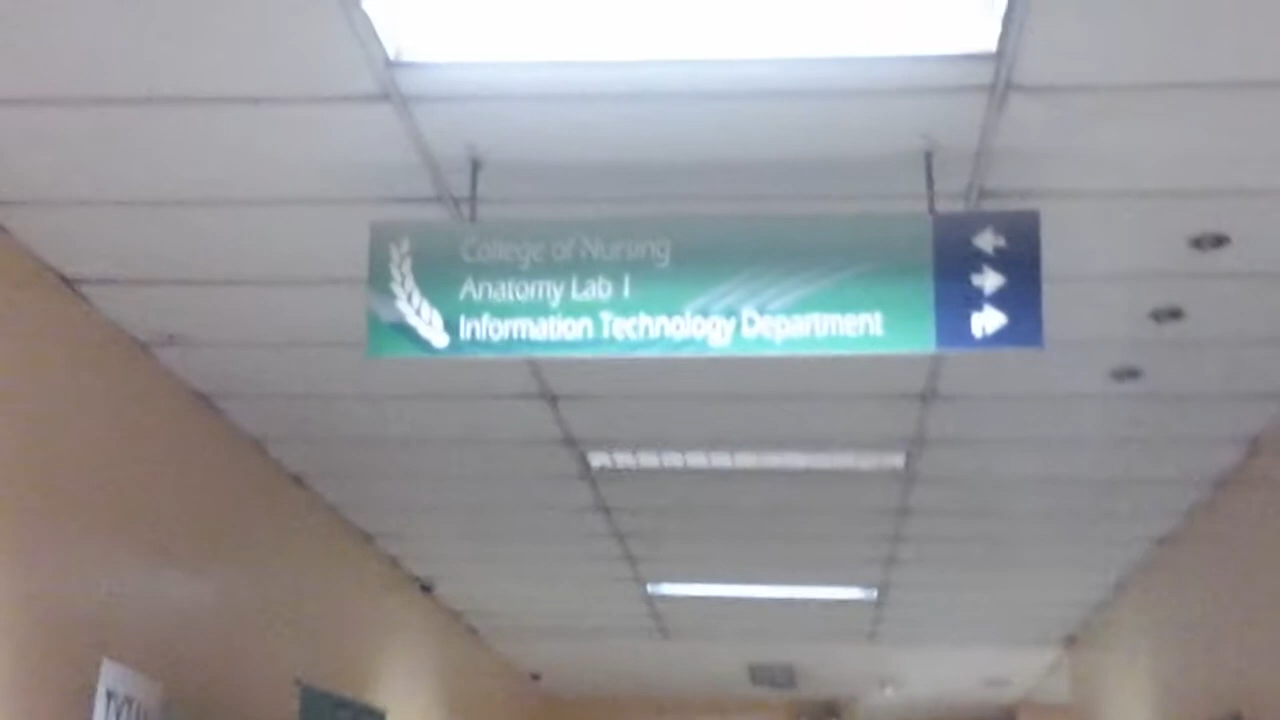 College of Nursing
Anatomy Lab I
Information Technology Department